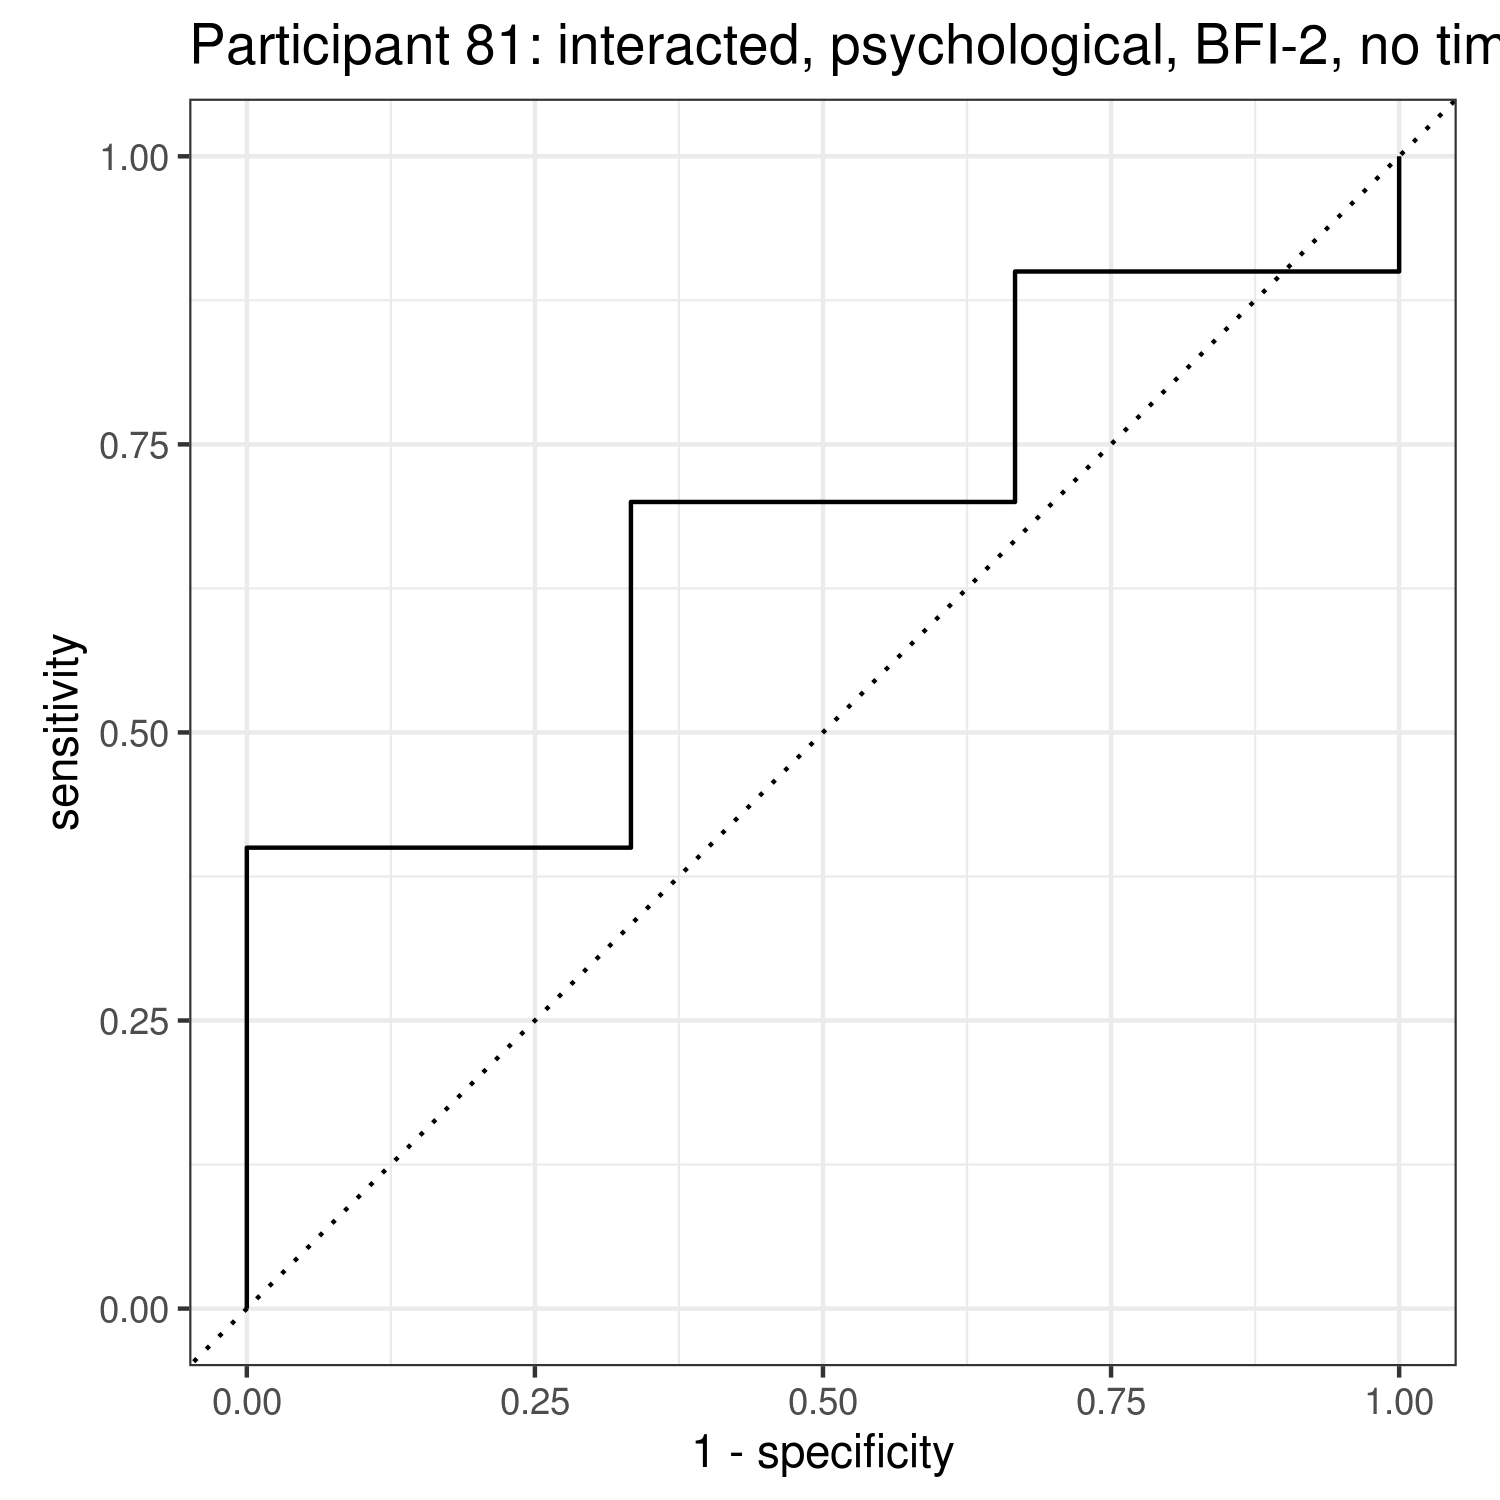 Participant 81: interacted, psychological, BFI-2, no tim
1.00
0.75
0.50
0.25
0.00
sensitivity
0.00 0.25 0.50 0.75 1.00
1 - specificity